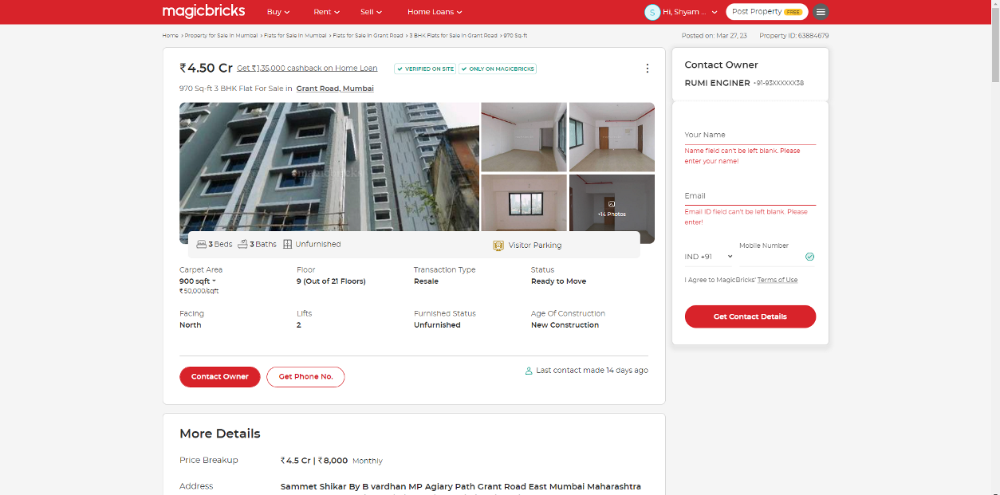 magicbricks
Buy
Rent
Sell
Home Loans
S
Hi, Shyam ...
Post Property FREE
Home > Property for Sale in Mumbai > Flats for Sale in Mumbai > Flats for Sale in Grant Road > 3 BHK Flats for Sale in Grant Road > 970 Sq-ft
Posted on: Mar 27, 23 Property ID: 63884679
₹4.50 Cr Get ₹1,35,000 cashback on Home Loan
VERIFIED ON SITE
ONLY ON MAGICBRICKS
970 Sq-ft 3 BHK Flat For Sale in Grant Road, Mumbai
magicbricks
+14 Photos
3 Beds 3 Baths Unfurnished
Visitor Parking
Carpet Area
900 sqft
₹50,000/sqft
Floor
9 (Out of 21 Floors)
Transaction Type
Resale
Status
Ready to Move
Facing
North
Lifts
2
Furnished Status
Unfurnished
Age Of Construction
New Construction
Contact Owner
Get Phone No.
Last contact made 14 days ago
More Details
Price Breakup ₹4.5 Cr | ₹8,000 Monthly
Address Sammet Shikar By B vardhan MP Agiary Path Grant Road East Mumbai Maharashtra
Contact Owner
RUMI ENGINER +91-93XXXXXX38
Your Name
Name field can't be left blank. Please
enter your name!
Email
Email ID field can't be left blank. Please
enter!
Mobile Number
IND +91
I Agree to MagicBricks' Terms of Use
Get Contact Details